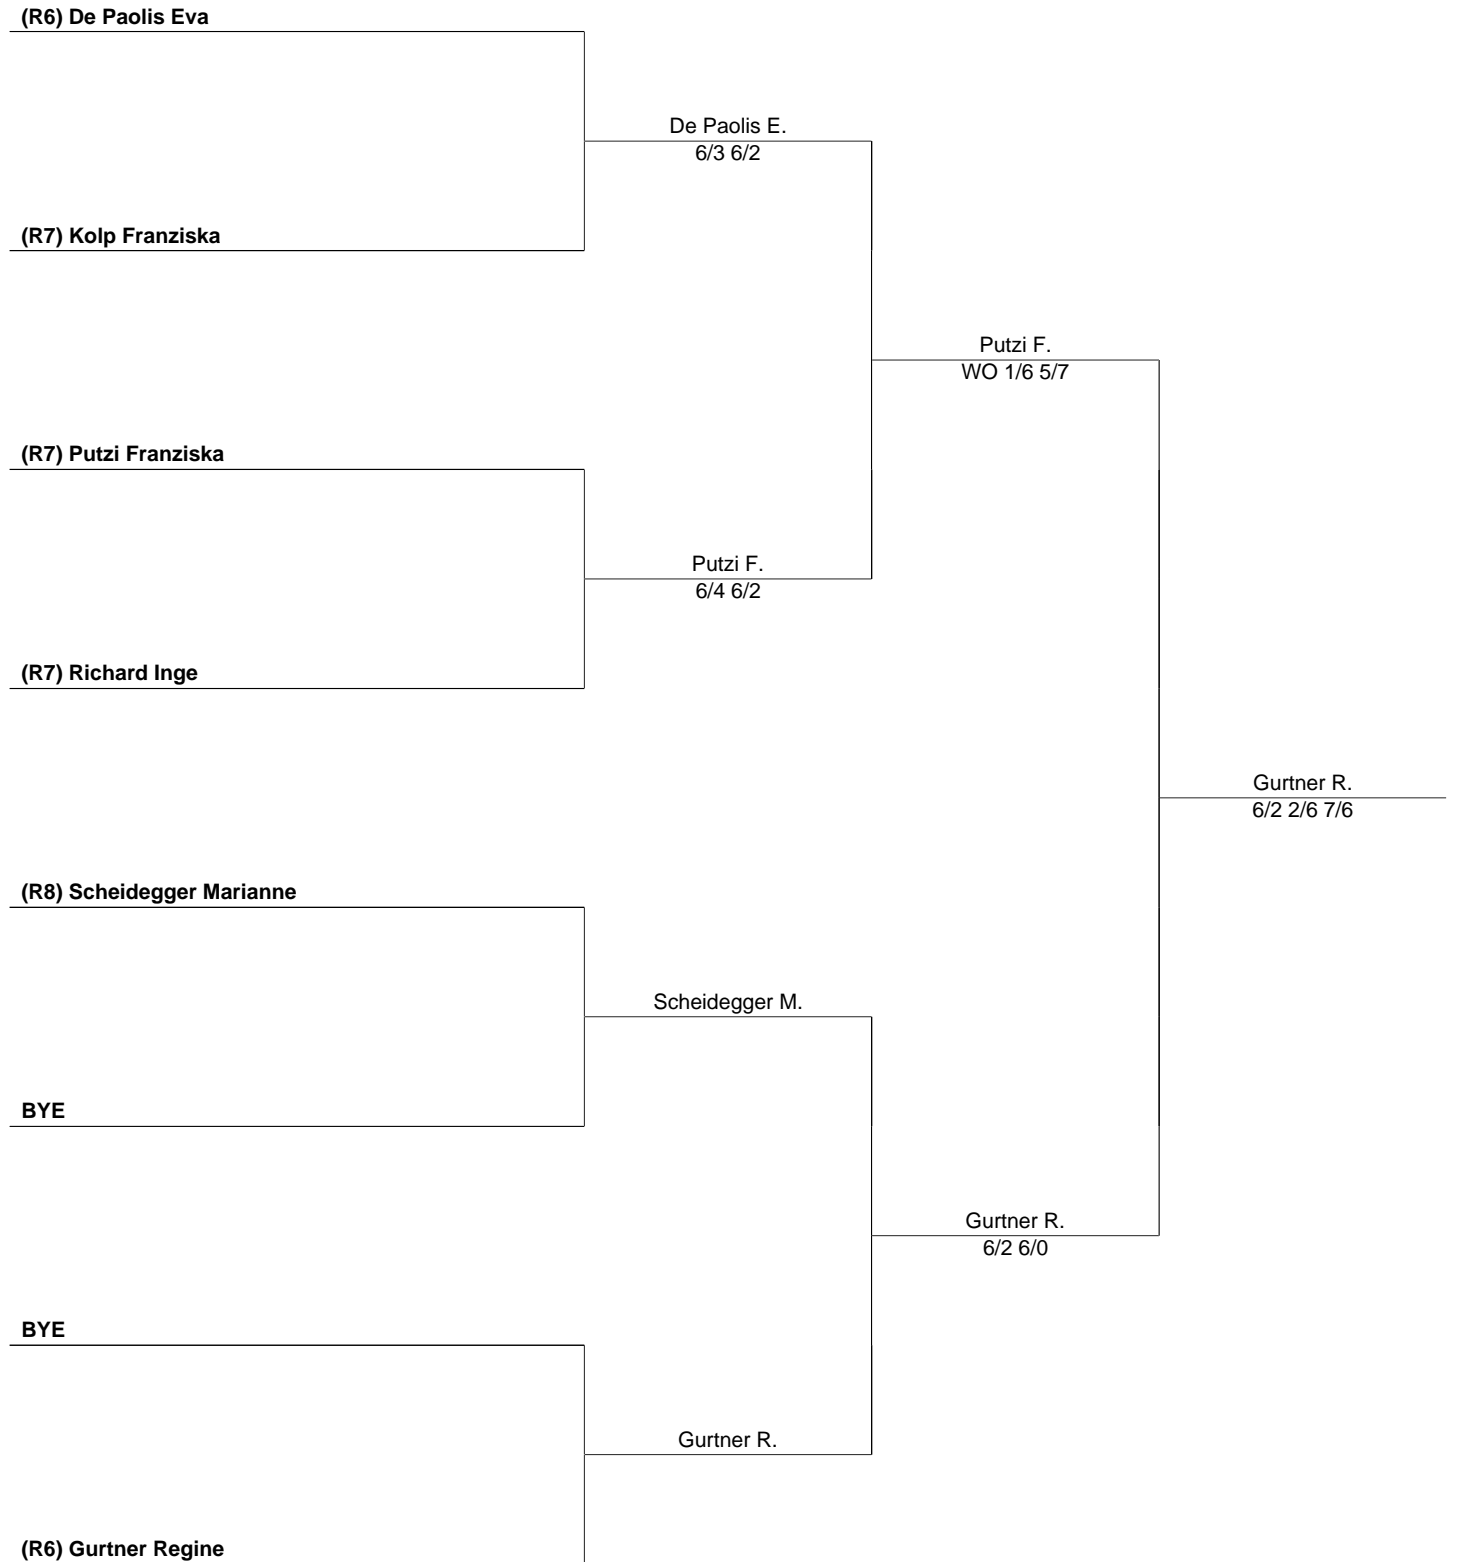 (R6) De Paolis Eva
De Paolis E.
6/3 6/2
(R7) Kolp Franziska
Putzi F.
WO 1/6 5/7
(R7) Putzi Franziska
Putzi F.
6/4 6/2
(R7) Richard Inge
Gurtner R.
6/2 2/6 7/6
(R8) Scheidegger Marianne
Scheidegger M.
BYE
Gurtner R.
6/2 6/0
BYE
Gurtner R.
(R6) Gurtner Regine